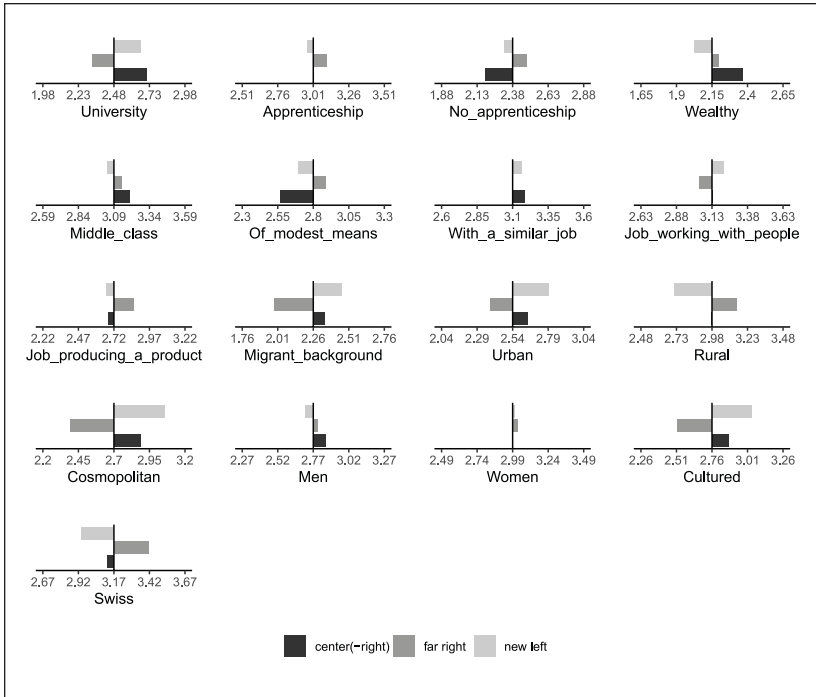 1.98 2.23 2.48 2.73 2.98
University
2.51 2.76 3.01 3.26 3.51
Apprenticeship
1.88 2.13 2.38 2.63 2.88
No_apprenticeship
1.65 1.9 2.15 2.4 2.65
Wealthy
2.59 2.84 3.09 3.34 3.59
Middle_class
2.3 2.55 2.8 3.05 3.3
Of_modest_means
2.6 2.85 3.1 3.35 3.6
With_a_similar_job
2.63 2.88 3.13 3.38 3.63
Job_working_with_people
2.22 2.47 2.72 2.97 3.22
Job_producing_a_product
1.76 2.01 2.26 2.51 2.76
Migrant_background
2.04 2.29 2.54 2.79 3.04
Urban
2.48 2.73 2.98 3.23 3.48
Rural
2.2 2.45 2.7 2.95 3.2
Cosmopolitan
2.27 2.52 2.77 3.02 3.27
Men
2.49 2.74 2.99 3.24 3.49
Women
2.26 2.51 2.76 3.01 3.26
Cultured
2.67 2.92 3.17 3.42 3.67
Swiss
center(−right) far right new left